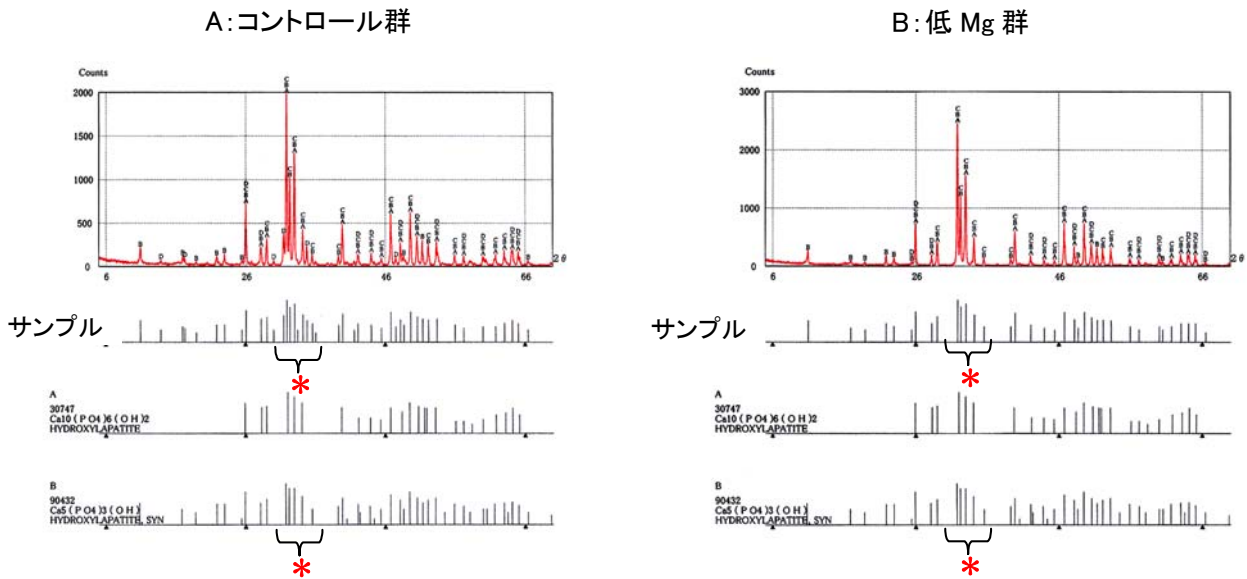 A:コントロール群
Counts
2000
1500
1000
500
0
6
26
46
66
2θ
サンプル
*
A
30747
Ca10(PO4)6(OH)2
HYDROXYLAPATITE
B
90432
Ca5(PO4)3(OH)
HYDROXYLAPATITE, SYN
*
B:低 Mg 群
Counts
3000
2000
1000
0
6
26
46
66
2θ
サンプル
*
A
30747
Ca10(PO4)6(OH)2
HYDROXYLAPATITE
B
90432
Ca5(PO4)3(OH)
HYDROXYLAPATITE, SYN
*